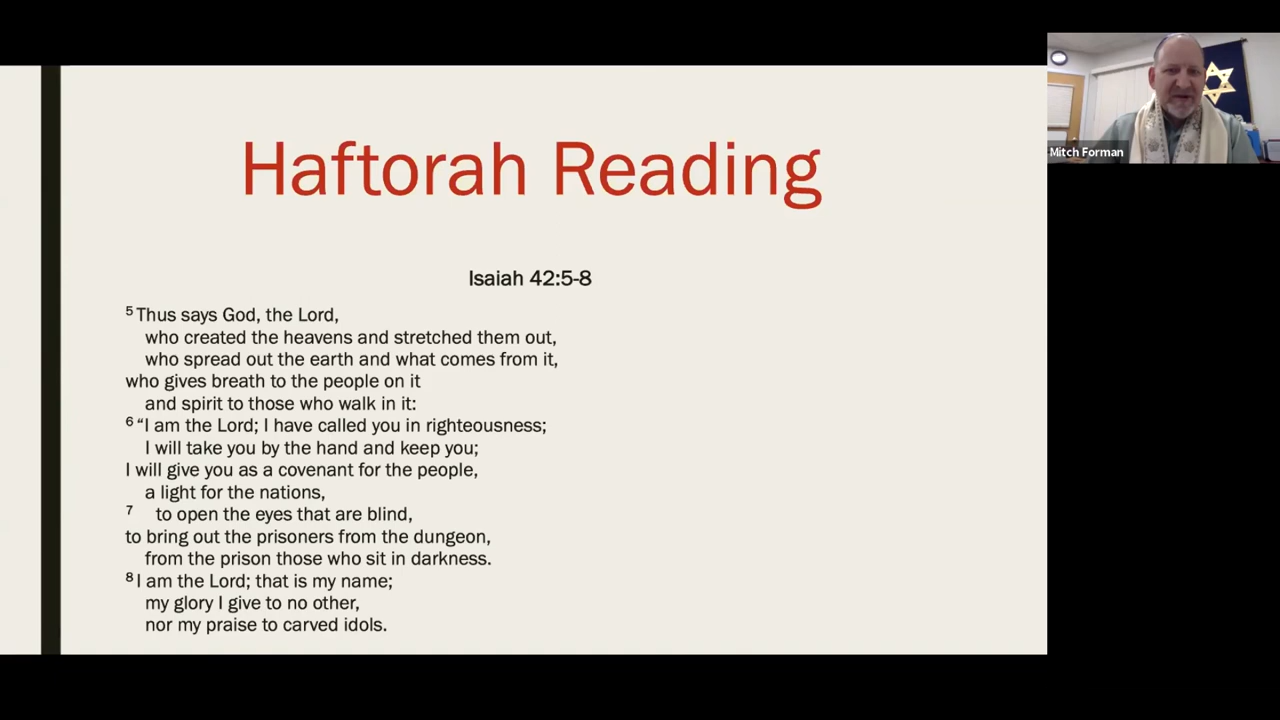 Haftorah Reading
Isaiah 42:5-8
5 Thus says God, the Lord,
who created the heavens and stretched them out,
who spread out the earth and what comes from it,
who gives breath to the people on it
and spirit to those who walk in it:
6 “I am the Lord; I have called you in righteousness;
I will take you by the hand and keep you;
I will give you as a covenant for the people,
a light for the nations,
7 to open the eyes that are blind,
to bring out the prisoners from the dungeon,
from the prison those who sit in darkness.
8 I am the Lord; that is my name;
my glory I give to no other,
nor my praise to carved idols.
Mitch Forman